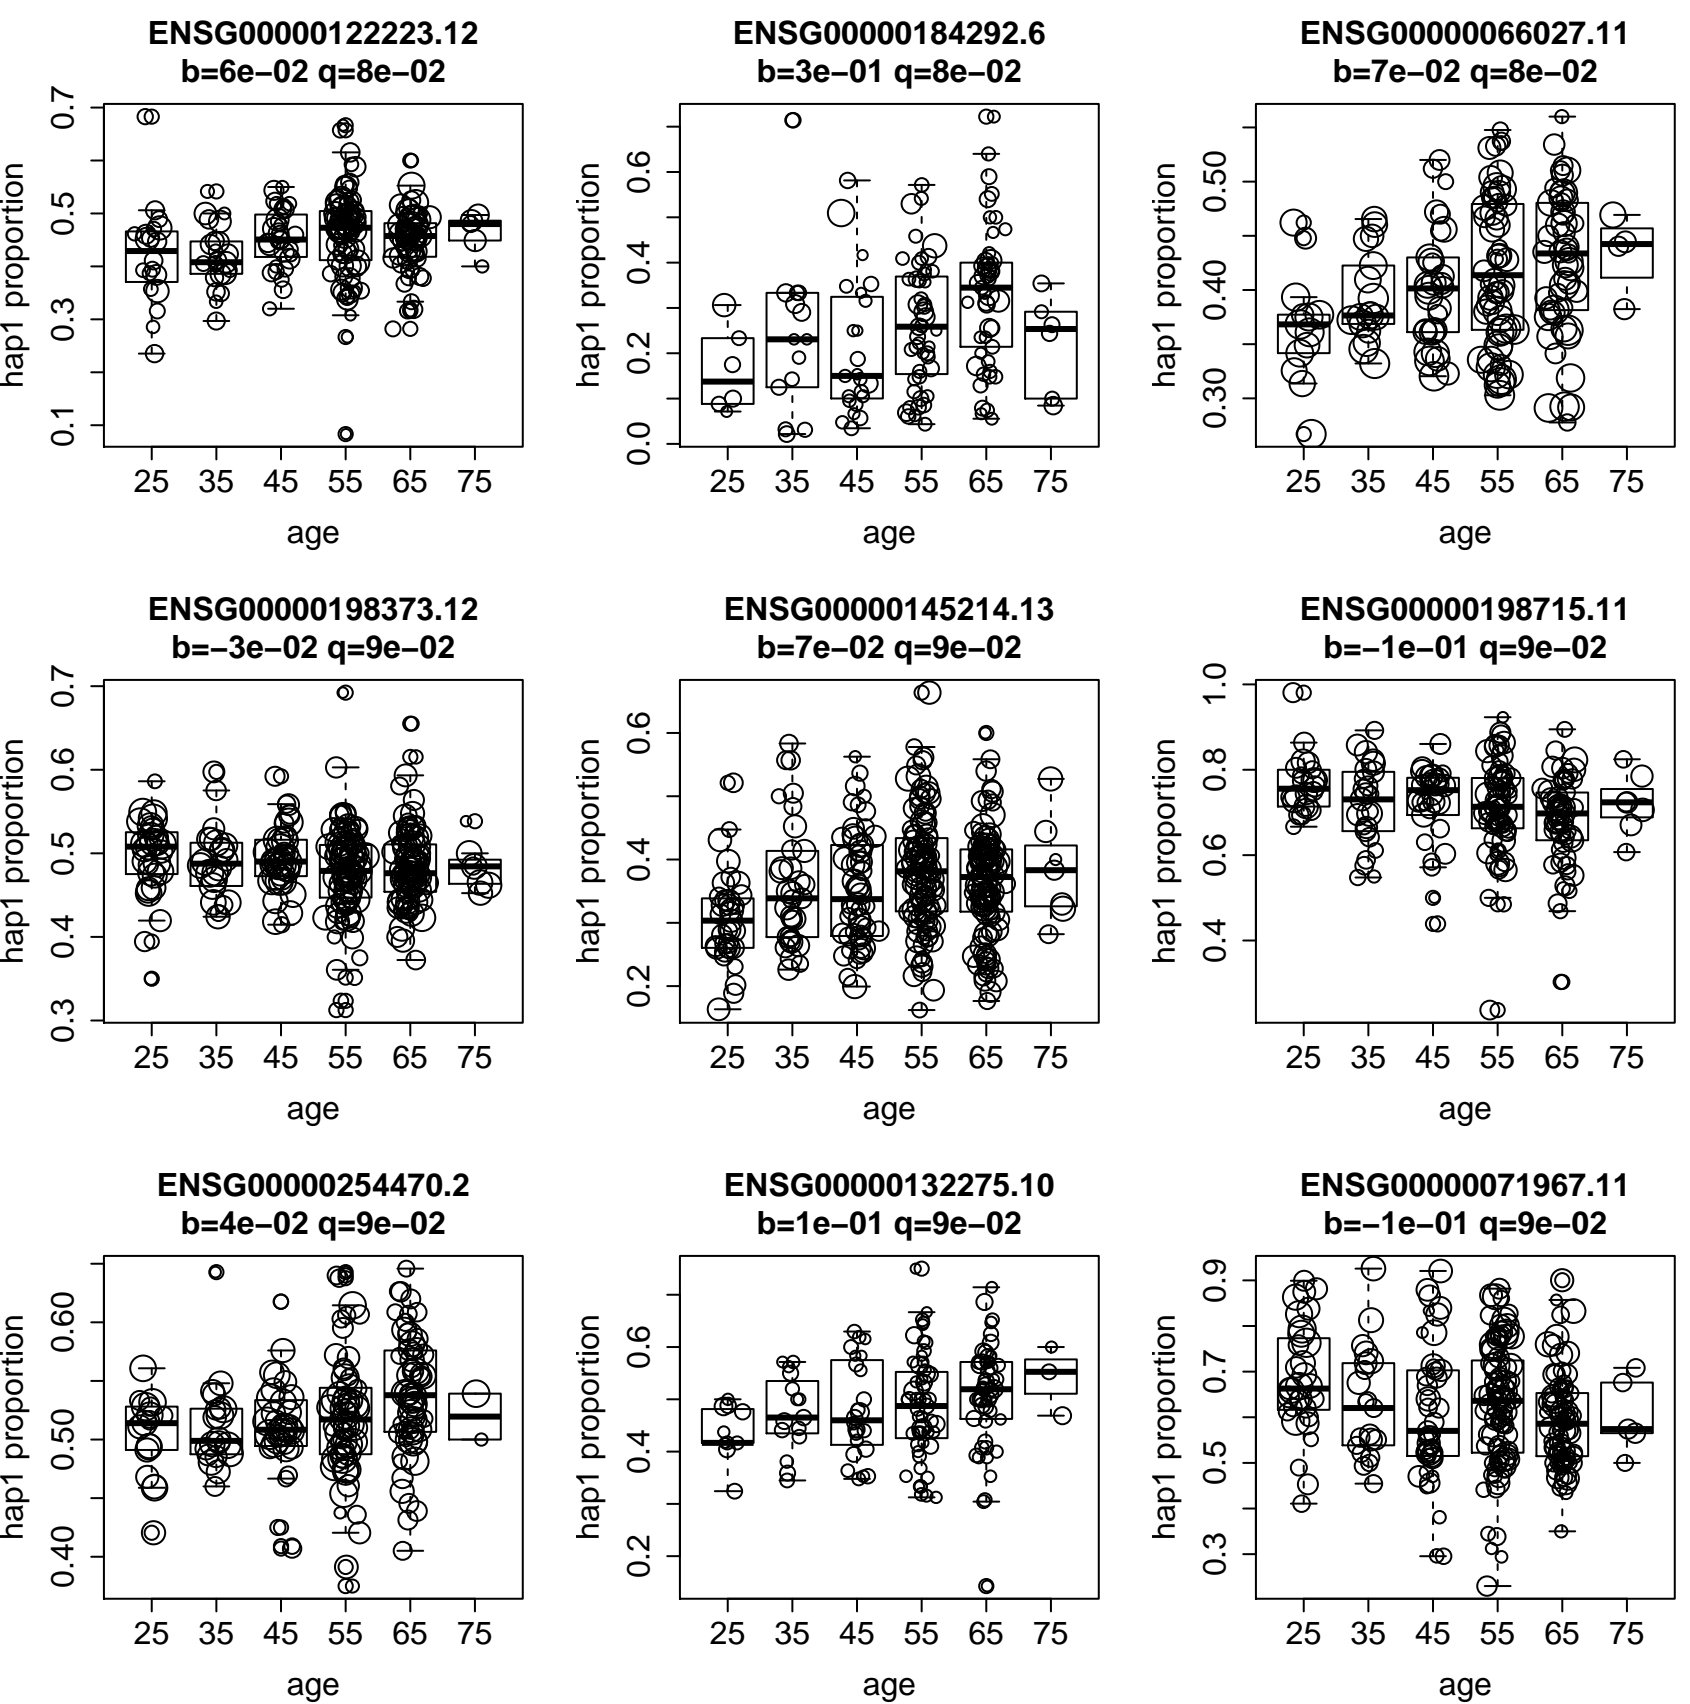 ENSG00000122223.12
b=6e−02 q=8e−02
hap1 proportion
0.7
0.5
0.3
0.1
25 35 45 55 65 75
age
ENSG00000184292.6
b=3e−01 q=8e−02
hap1 proportion
0.6
0.4
0.2
0.0
25 35 45 55 65 75
age
ENSG00000066027.11
b=7e−02 q=8e−02
hap1 proportion
0.50
0.40
0.30
25 35 45 55 65 75
age
ENSG00000198373.12
b=−3e−02 q=9e−02
hap1 proportion
0.7
0.6
0.5
0.4
0.3
25 35 45 55 65 75
age
ENSG00000145214.13
b=7e−02 q=9e−02
hap1 proportion
0.6
0.4
0.2
25 35 45 55 65 75
age
ENSG00000198715.11
b=−1e−01 q=9e−02
hap1 proportion
1.0
0.8
0.6
0.4
25 35 45 55 65 75
age
ENSG00000254470.2
b=4e−02 q=9e−02
hap1 proportion
0.60
0.50
0.40
25 35 45 55 65 75
age
ENSG00000132275.10
b=1e−01 q=9e−02
hap1 proportion
0.6
0.4
0.2
25 35 45 55 65 75
age
ENSG00000071967.11
b=−1e−01 q=9e−02
hap1 proportion
0.9
0.7
0.5
0.3
25 35 45 55 65 75
age